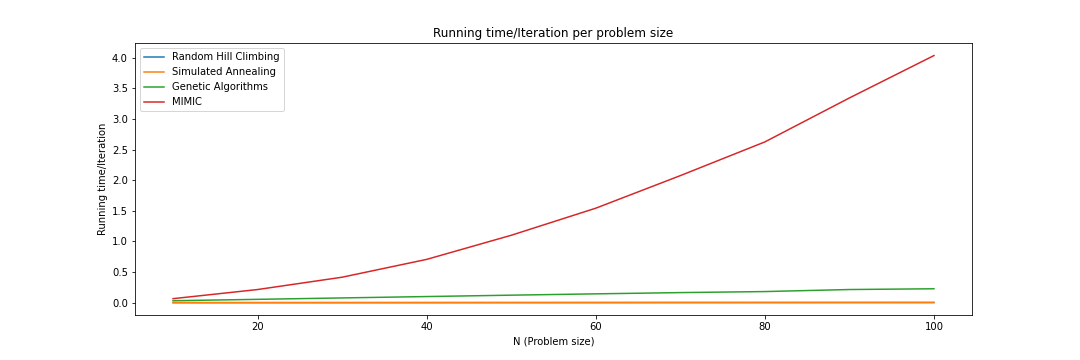 Running time/Iteration per problem size
Random Hill Climbing
Simulated Annealing
Genetic Algorithms
MIMIC
Running time/Iteration
4.0
3.5
3.0
2.5
2.0
1.5
1.0
0.5
0.0
20 40 60 80 100
N (Problem size)